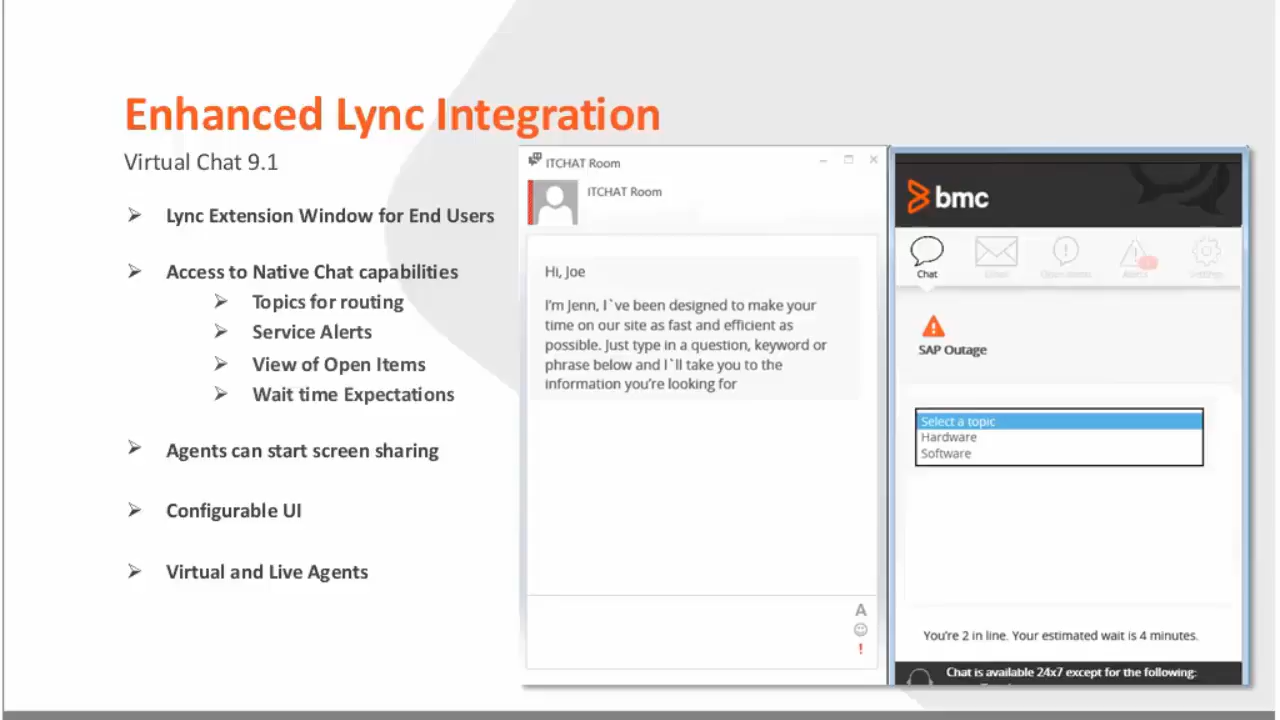 Enhanced Lync Integration
Virtual Chat 9.1
Lync Extension Window for End Users
Access to Native Chat capabilities
Topics for routing
Service Alerts
View of Open Items
Wait time Expectations
Agents can start screen sharing
Configurable UI
Virtual and Live Agents
ITCHAT Room
ITCHAT Room
Hi, Joe
I'm Jenn, I`ve been designed to make your
time on our site as fast and efficient as
possible. Just type in a question, keyword or
phrase below and I`ll take you to the
information you're looking for
A
!
bmc
Chat
Email
Open Items
Alerts
Settings
SAP Outage
Select a topic
Hardware
Software
You're 2 in line. Your estimated wait is 4 minutes.
Chat is available 24x7 except for the following: